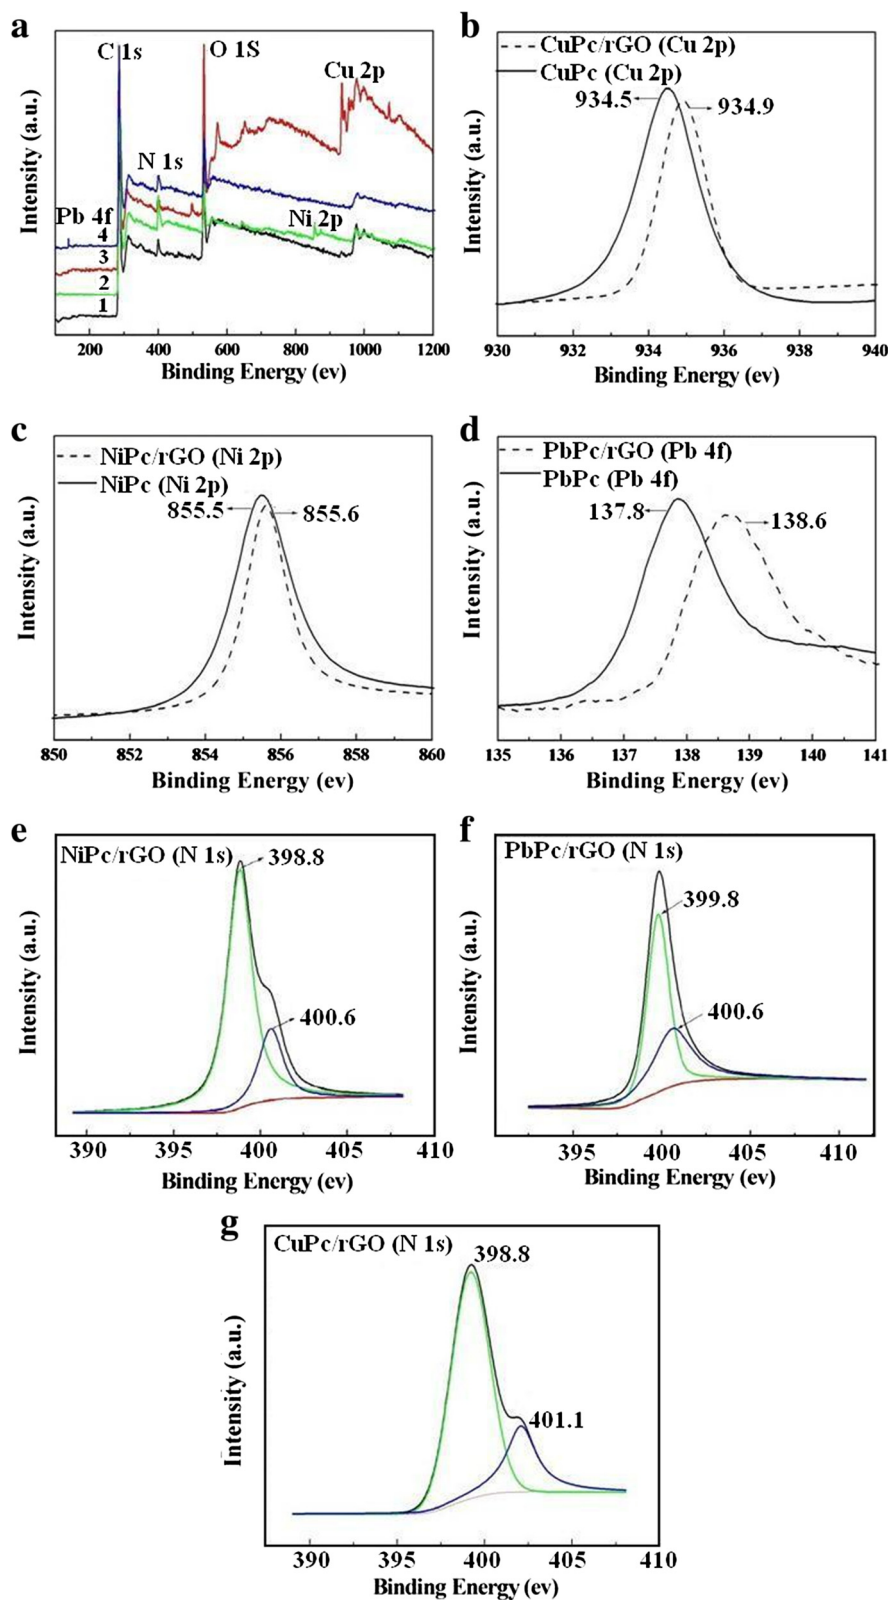 a
C 1s
O 1S
Cu 2p
N 1s
Pb 4f
Ni 2p
4
3
2
1
Intensity (a.u.)
200 400 600 800 1000 1200
Binding Energy (ev)
b
CuPc/rGO (Cu 2p)
CuPc (Cu 2p)
934.5
934.9
Intensity (a.u.)
930 932 934 936 938 940
Binding Energy (ev)
c
NiPc/rGO (Ni 2p)
NiPc (Ni 2p)
855.5
855.6
Intensity (a.u.)
850 852 854 856 858 860
Binding Energy (ev)
d
PbPc/rGO (Pb 4f)
PbPc (Pb 4f)
137.8
138.6
Intensity (a.u.)
135 136 137 138 139 140 141
Binding Energy (ev)
e
NiPc/rGO (N 1s)
398.8
400.6
Intensity (a.u.)
390 395 400 405 410
Binding Energy (ev)
f
PbPc/rGO (N 1s)
399.8
400.6
Intensity (a.u.)
395 400 405 410
Binding Energy (ev)
g
CuPc/rGO (N 1s)
398.8
401.1
Intensity (a.u.)
390 395 400 405 410
Binding Energy (ev)